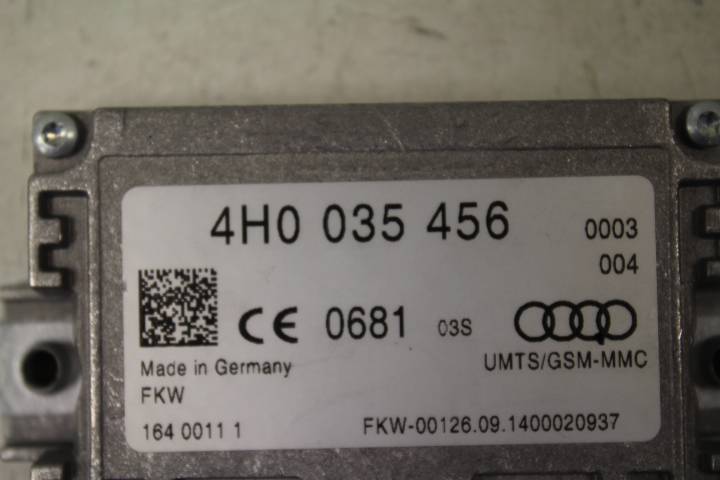 4H0 035 456 0003
004
CE 0681 03S
Made in Germany UMTS/GSM-MMC
FKW
164 0011 1 FKW-00126.09.1400020937